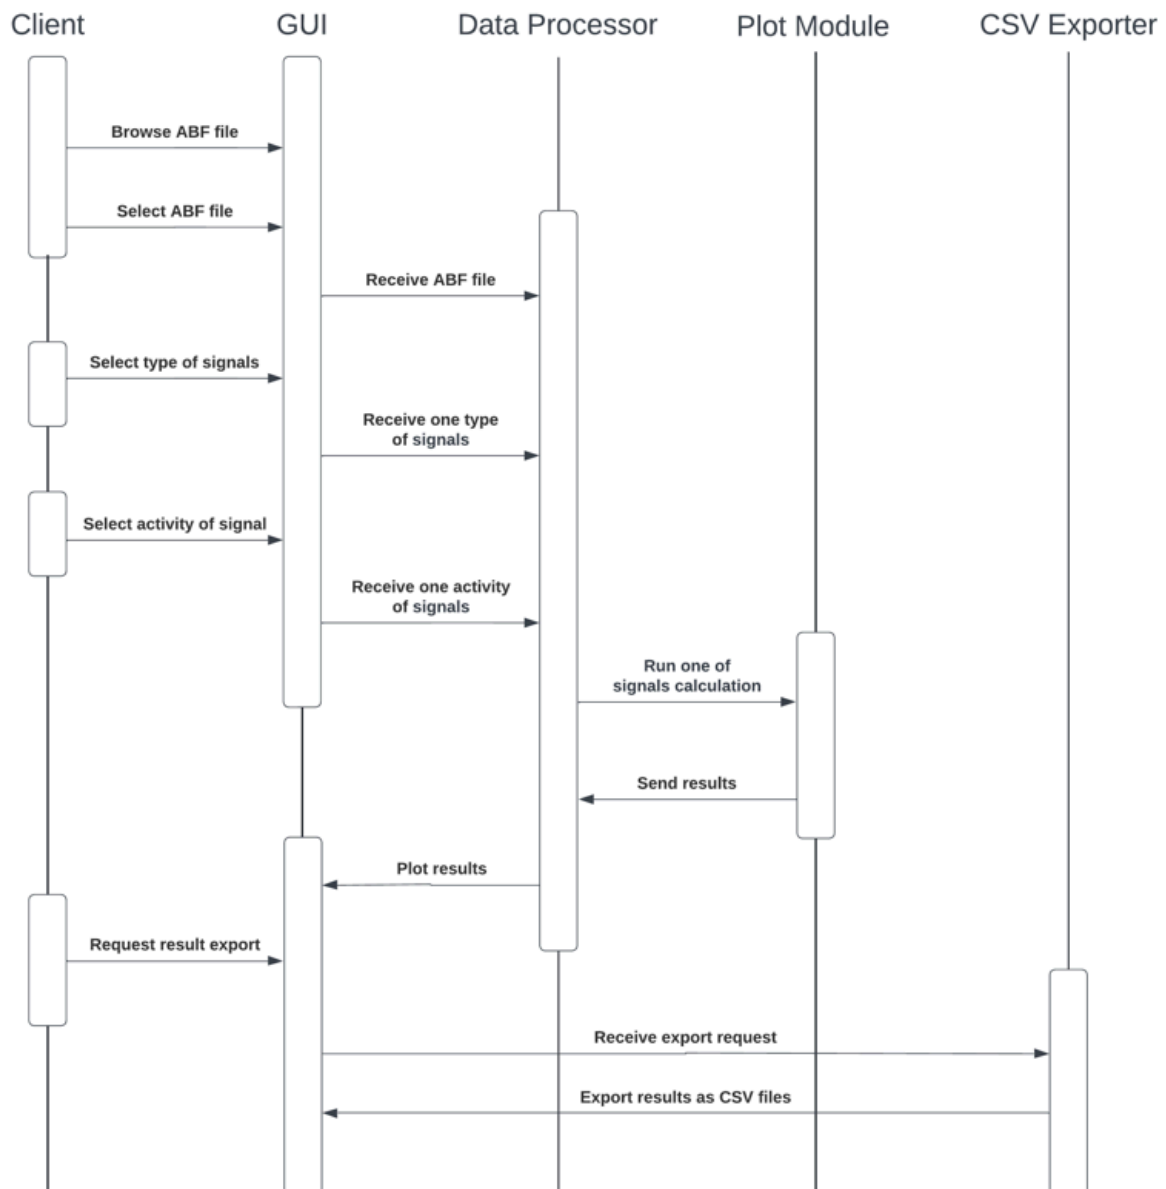 Client
GUI
Data Processor
Plot Module
CSV Exporter
Browse ABF file
Select ABF file
Receive ABF file
Select type of signals
Receive one type
of signals
Select activity of signal
Receive one activity
of signals
Run one of
signals calculation
Send results
Plot results
Request result export
Receive export request
Export results as CSV files